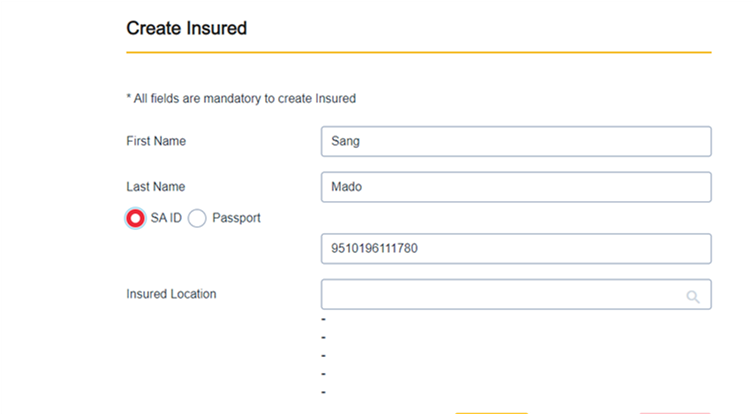 Create Insured
* All fields are mandatory to create Insured
First Name Sang
Last Name Mado
SA ID Passport
9510196111780
Insured Location
-
-
-
-
-